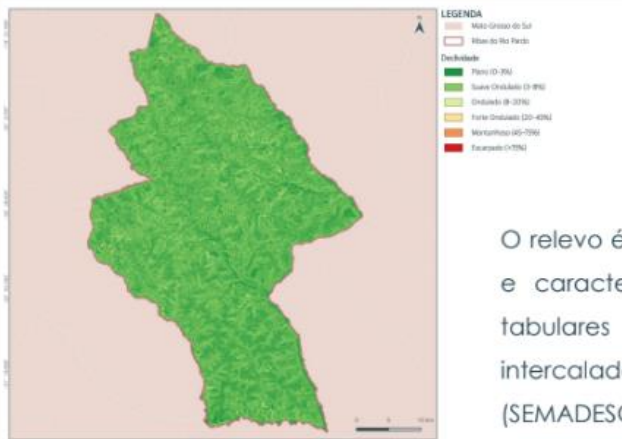 LEGENDA
Mato Grosso do Sul
Ribas do Rio Pardo
Declividade
Plano (0-3%)
Suave Ondulado (3-8%)
Ondulado (8-20%)
Forte Ondulado (20-45%)
Montanhoso (45-75%)
Escarpado (>75%)
O relevo é
e caracte
tabulares
intercalad
(SEMADESC